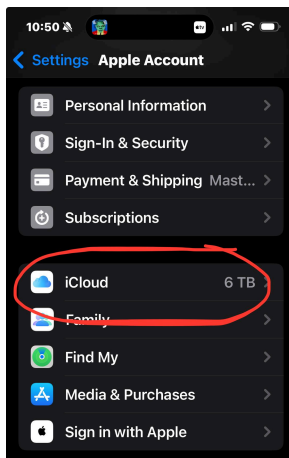 10:50
tv
Settings Apple Account
Personal Information
Sign-In & Security
Payment & Shipping Mast...
Subscriptions
iCloud 6 TB
Family
Find My
Media & Purchases
Sign in with Apple